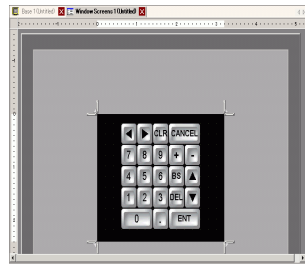 Base 1(Untitled) Window Screens 1(Untitled)
CLR CANCEL
7 8 9 + -
4 5 6 BS
1 2 3 DEL
0 . ENT